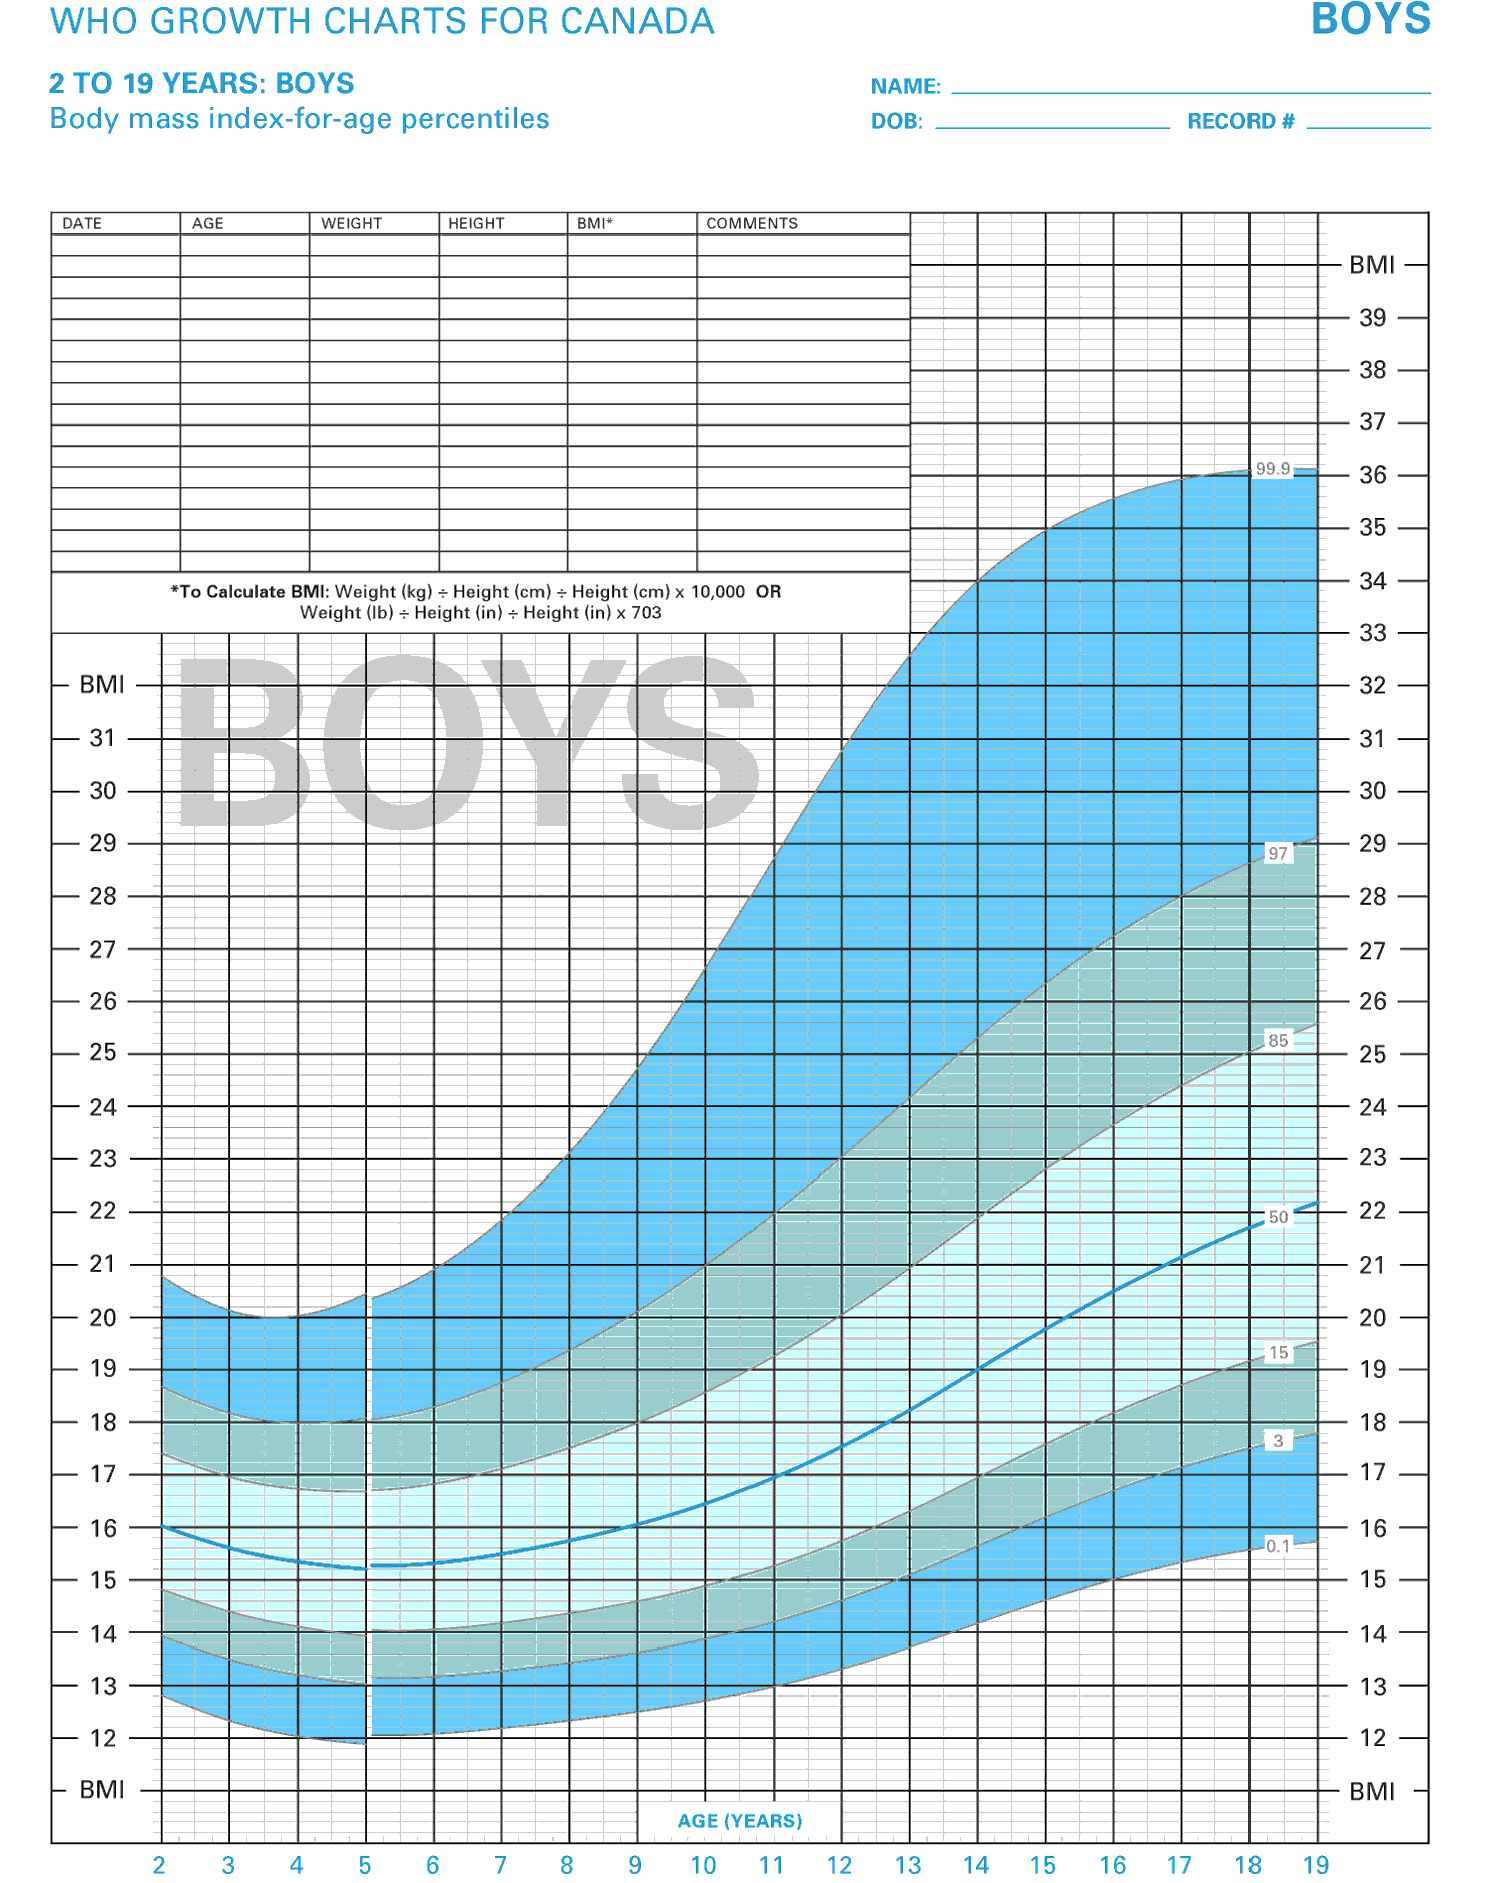 WHO GROWTH CHARTS FOR CANADA BOYS
2 TO 19 YEARS: BOYS NAME:
Body mass index-for-age percentiles DOB: RECORD #
DATE AGE WEIGHT HEIGHT BMI* COMMENTS
BMI
39
38
37
99.9
36
35
34
*To Calculate BMI: Weight (kg) ÷ Height (cm) ÷ Height (cm) x 10,000 OR
Weight (lb) ÷ Height (in) ÷ Height (in) x 703
33
BOYS
BMI 32
31 31
30 30
29 29
97
28 28
27 27
26 26
85
25 25
24 24
23 23
22 50 22
21 21
20 20
15
19 19
18 18
3
17 17
16 16
0.1
15 15
14 14
13 13
12 12
BMI BMI
AGE (YEARS)
2 3 4 5 6 7 8 9 10 11 12 13 14 15 16 17 18 19